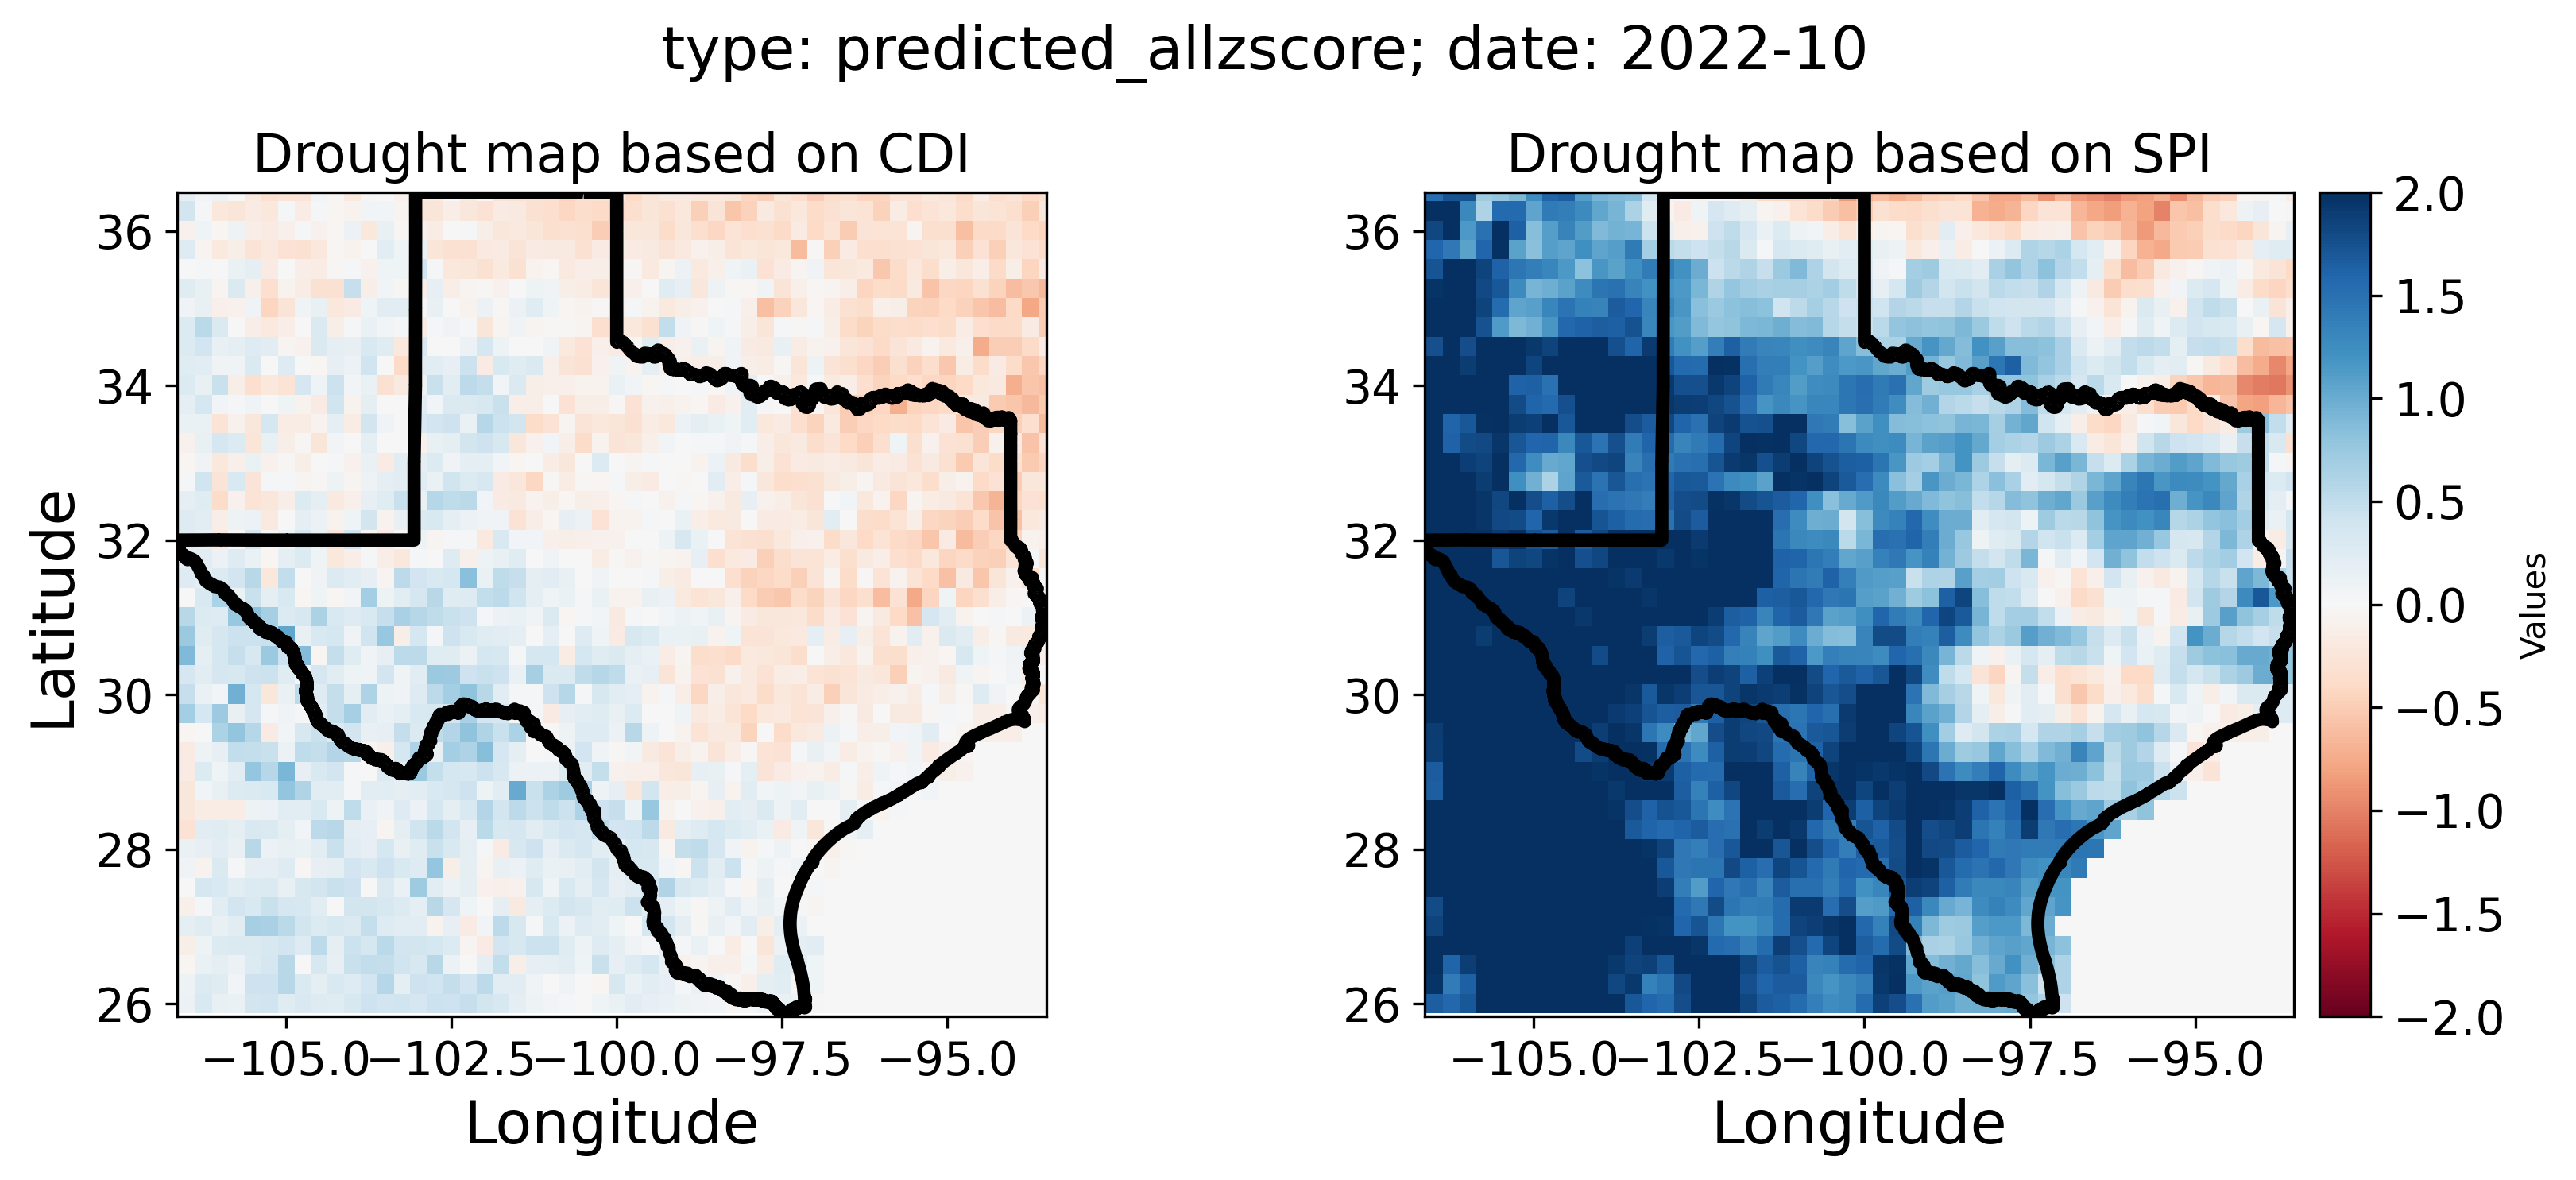 type: predicted_allzscore; date: 2022-10
Drought map based on CDI
Latitude
36
34
32
30
28
26
−105.0 −102.5 −100.0 −97.5 −95.0
Longitude
Drought map based on SPI
36
34
32
30
28
26
−105.0 −102.5 −100.0 −97.5 −95.0
Longitude
2.0
1.5
1.0
0.5
0.0
−0.5
−1.0
−1.5
−2.0
Values